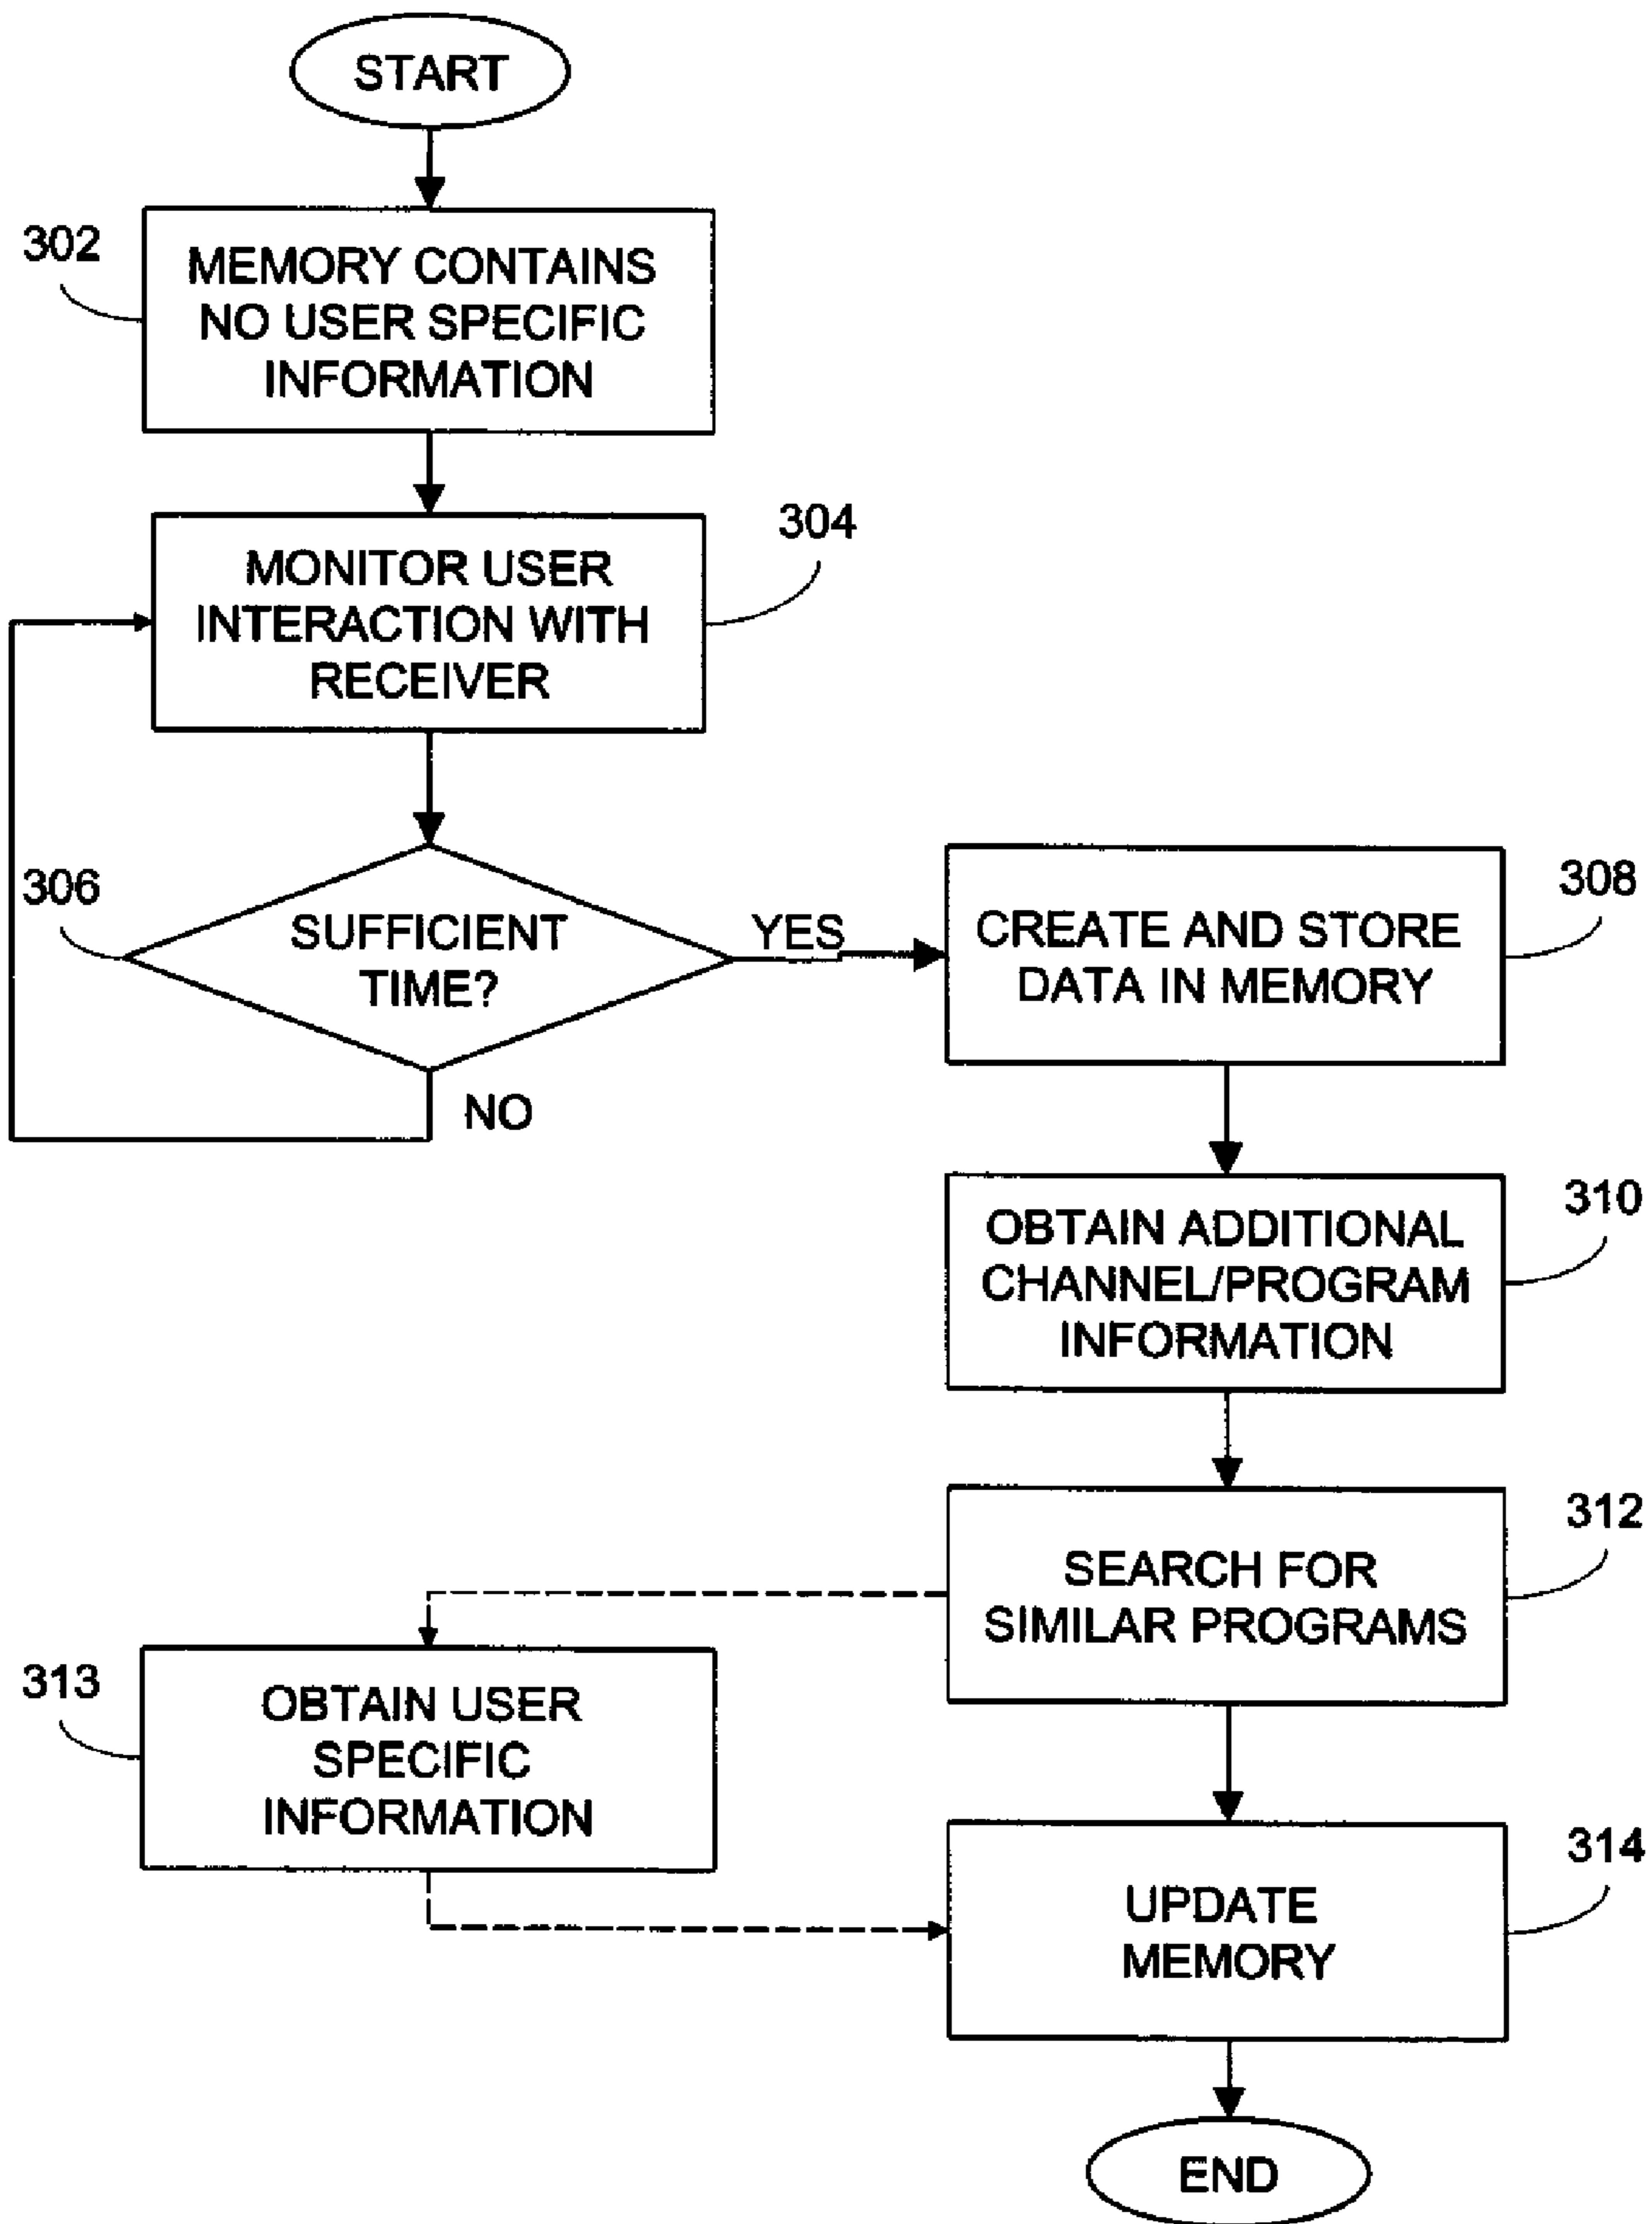 START
302
MEMORY CONTAINS
NO USER SPECIFIC
INFORMATION
304
MONITOR USER
INTERACTION WITH
RECEIVER
306
SUFFICIENT
TIME?
YES
NO
308
CREATE AND STORE
DATA IN MEMORY
310
OBTAIN ADDITIONAL
CHANNEL/PROGRAM
INFORMATION
312
SEARCH FOR
SIMILAR PROGRAMS
313
OBTAIN USER
SPECIFIC
INFORMATION
314
UPDATE
MEMORY
END